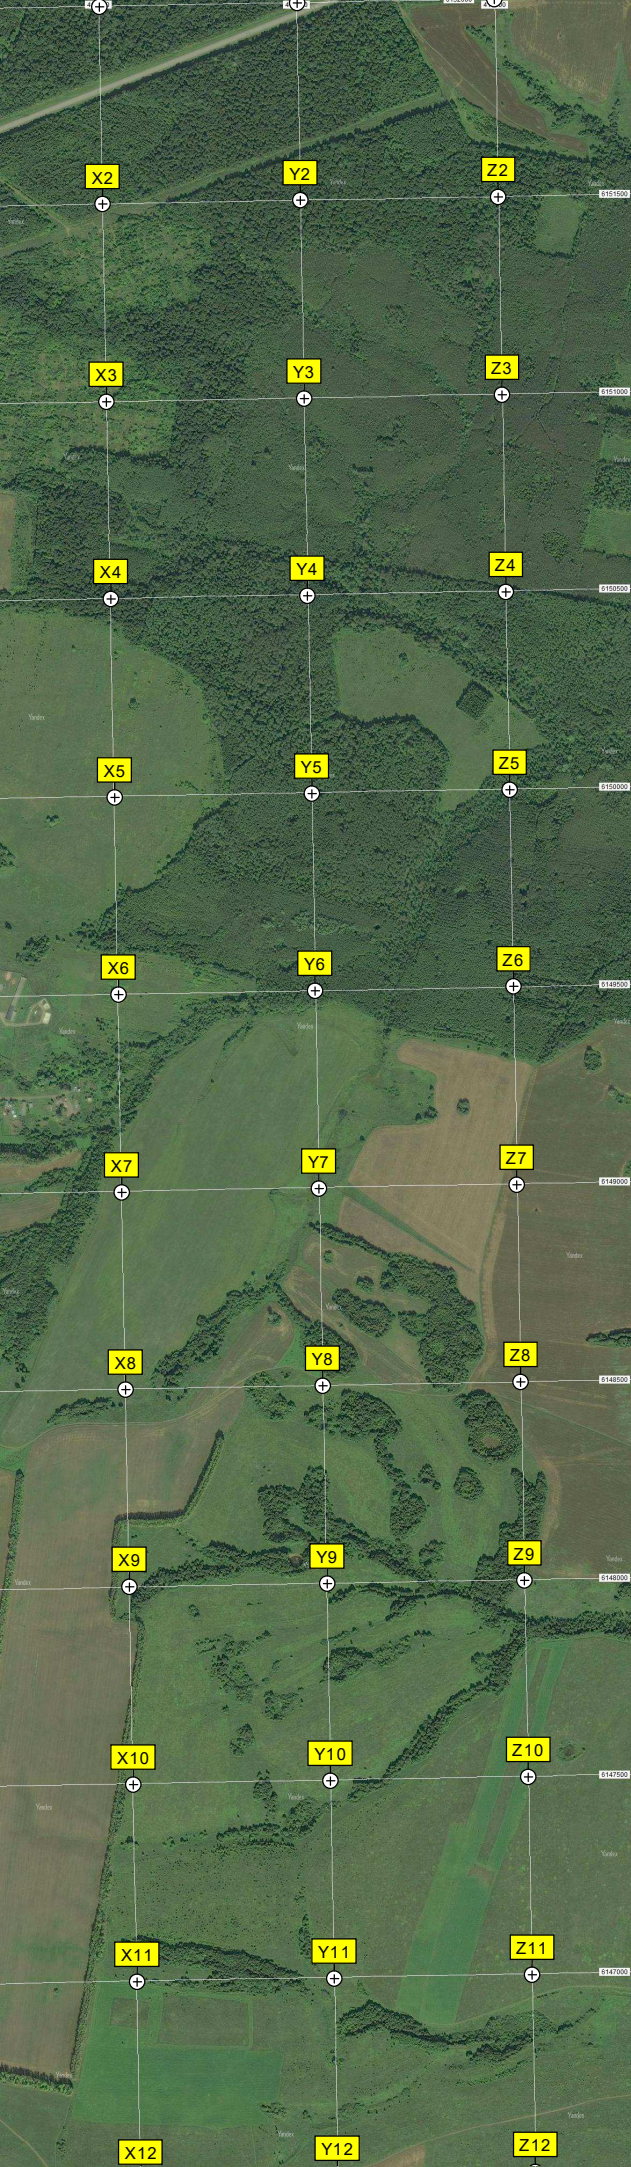 X2 Y2 Z2
6151500
X3 Y3 Z3
6151000
X4 Y4 Z4
6150500
X5 Y5 Z5
6150000
X6 Y6 Z6
6149500
X7 Y7 Z7
6149000
X8 Y8 Z8
6148500
X9 Y9 Z9
6148000
X10 Y10 Z10
6147500
X11 Y11 Z11
6147000
X12 Y12 Z12
Yandex